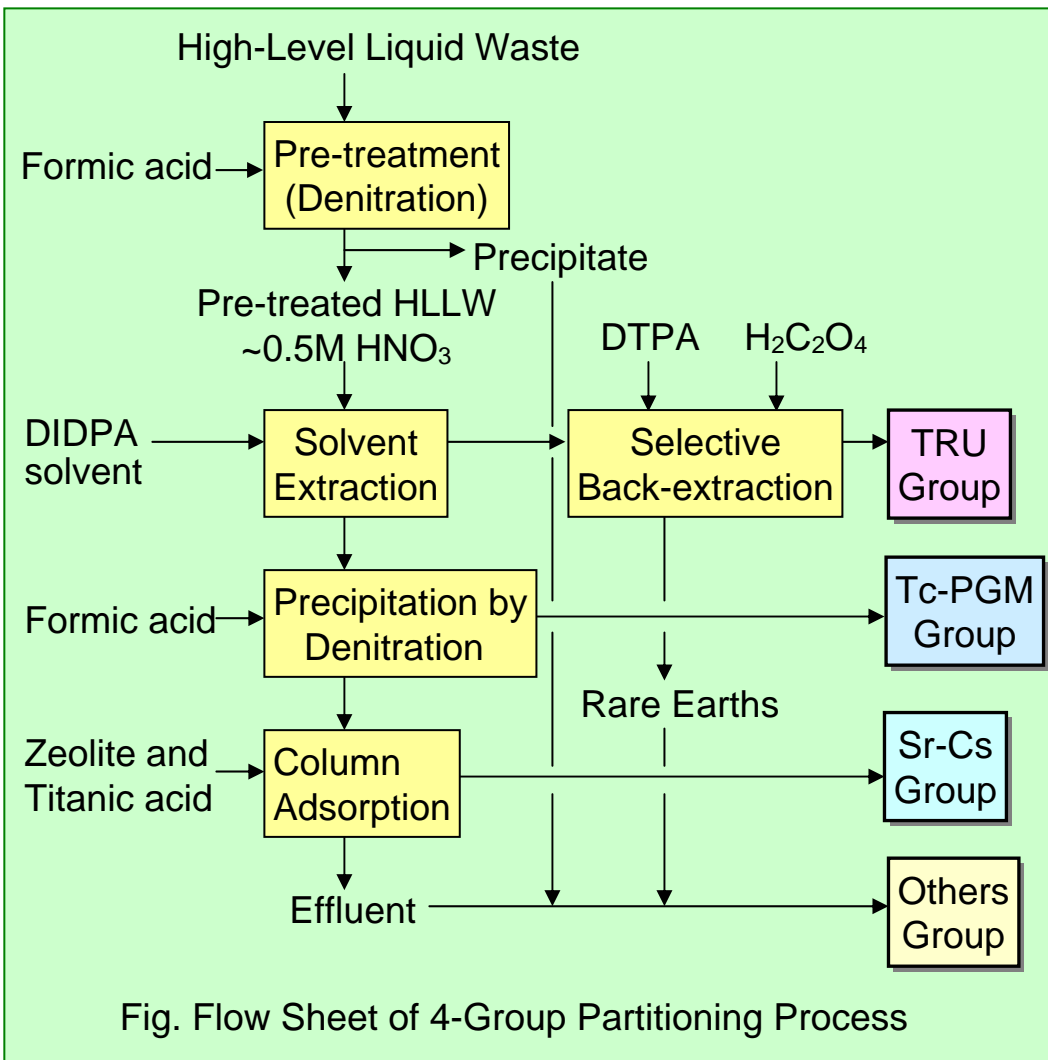 High-Level Liquid Waste
Formic acid
Pre-treatment
(Denitration)
Precipitate
Pre-treated HLLW
~0.5M HNO₃
DTPA
H₂C₂O₄
DIDPA
solvent
Solvent
Extraction
Selective
Back-extraction
TRU
Group
Formic acid
Precipitation by
Denitration
Tc-PGM
Group
Rare Earths
Zeolite and
Titanic acid
Column
Adsorption
Sr-Cs
Group
Effluent
Others
Group
Fig. Flow Sheet of 4-Group Partitioning Process